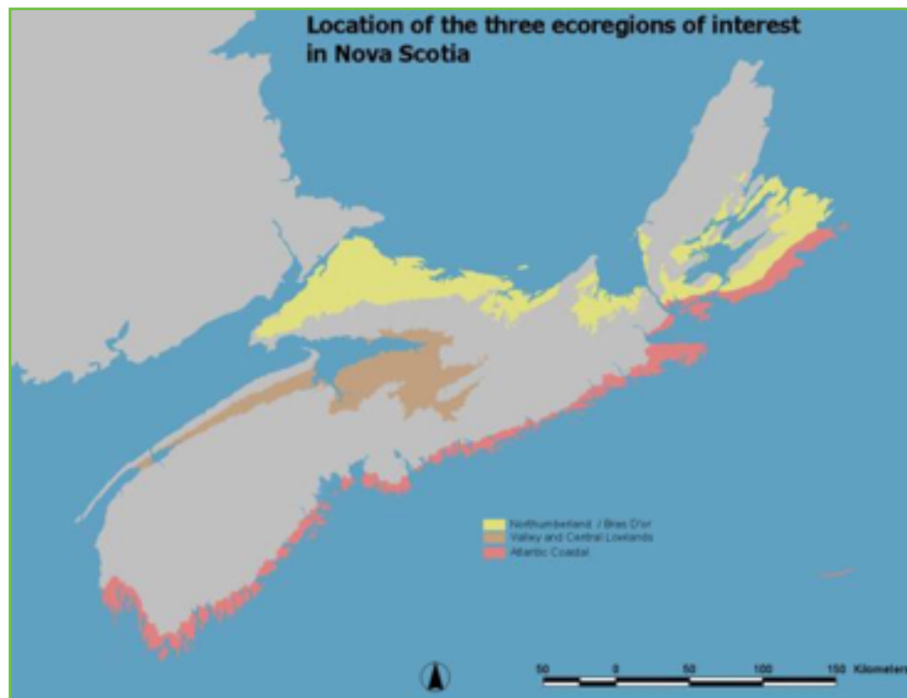 Location of the three ecoregions of interest
in Nova Scotia
Northumberland / Bras D'or
Valley and Central Lowlands
Atlantic Coastal
50 0 50 100 150 Kilometers